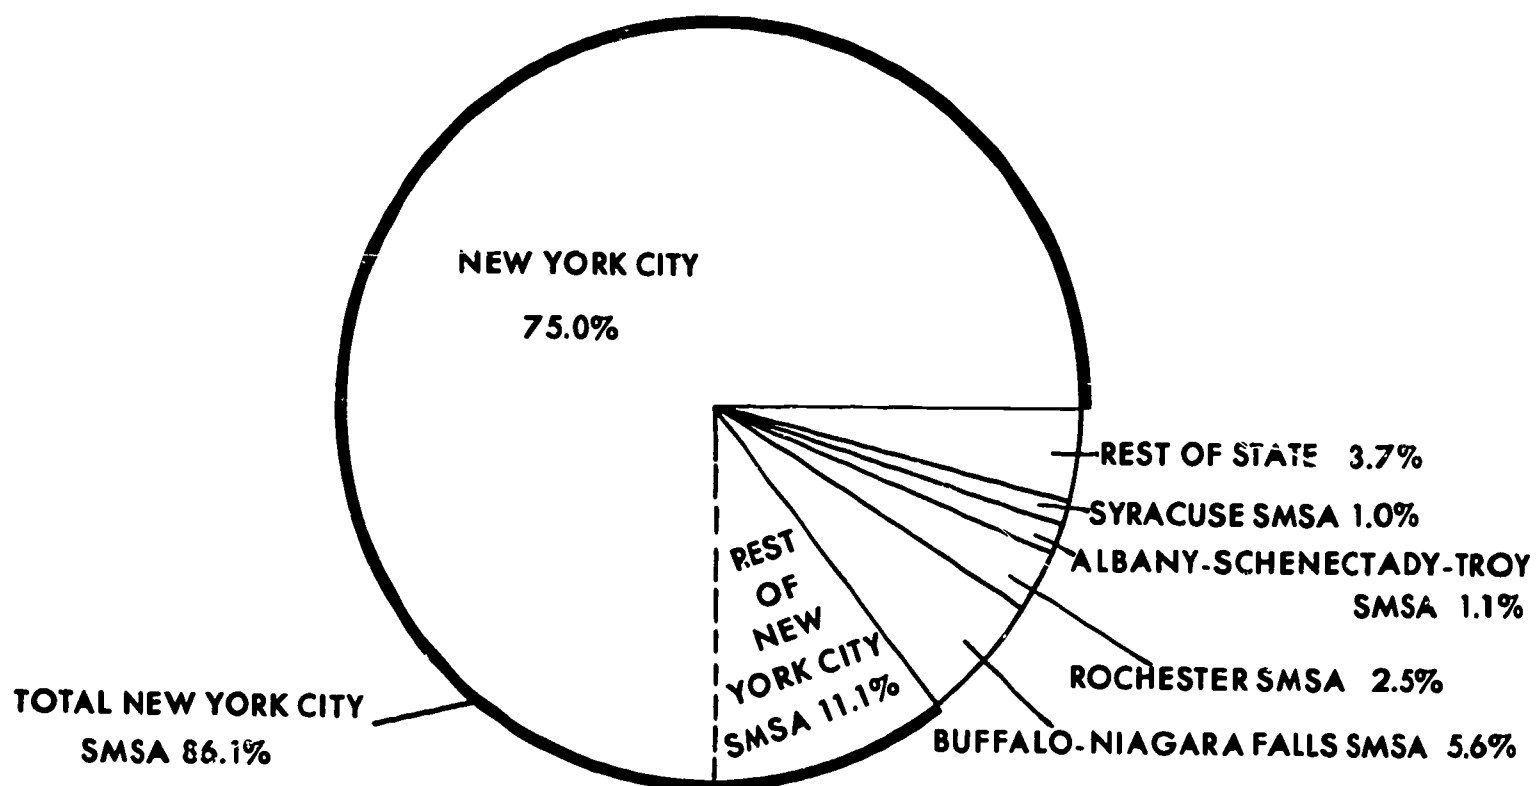 NEW YORK CITY
75.0%
REST OF STATE 3.7%
SYRACUSE SMSA 1.0%
ALBANY-SCHENECTADY-TROY
SMSA 1.1%
ROCHESTER SMSA 2.5%
BUFFALO-NIAGARA FALLS SMSA 5.6%
REST
OF
NEW
YORK CITY
SMSA 11.1%
TOTAL NEW YORK CITY
SMSA 86.1%